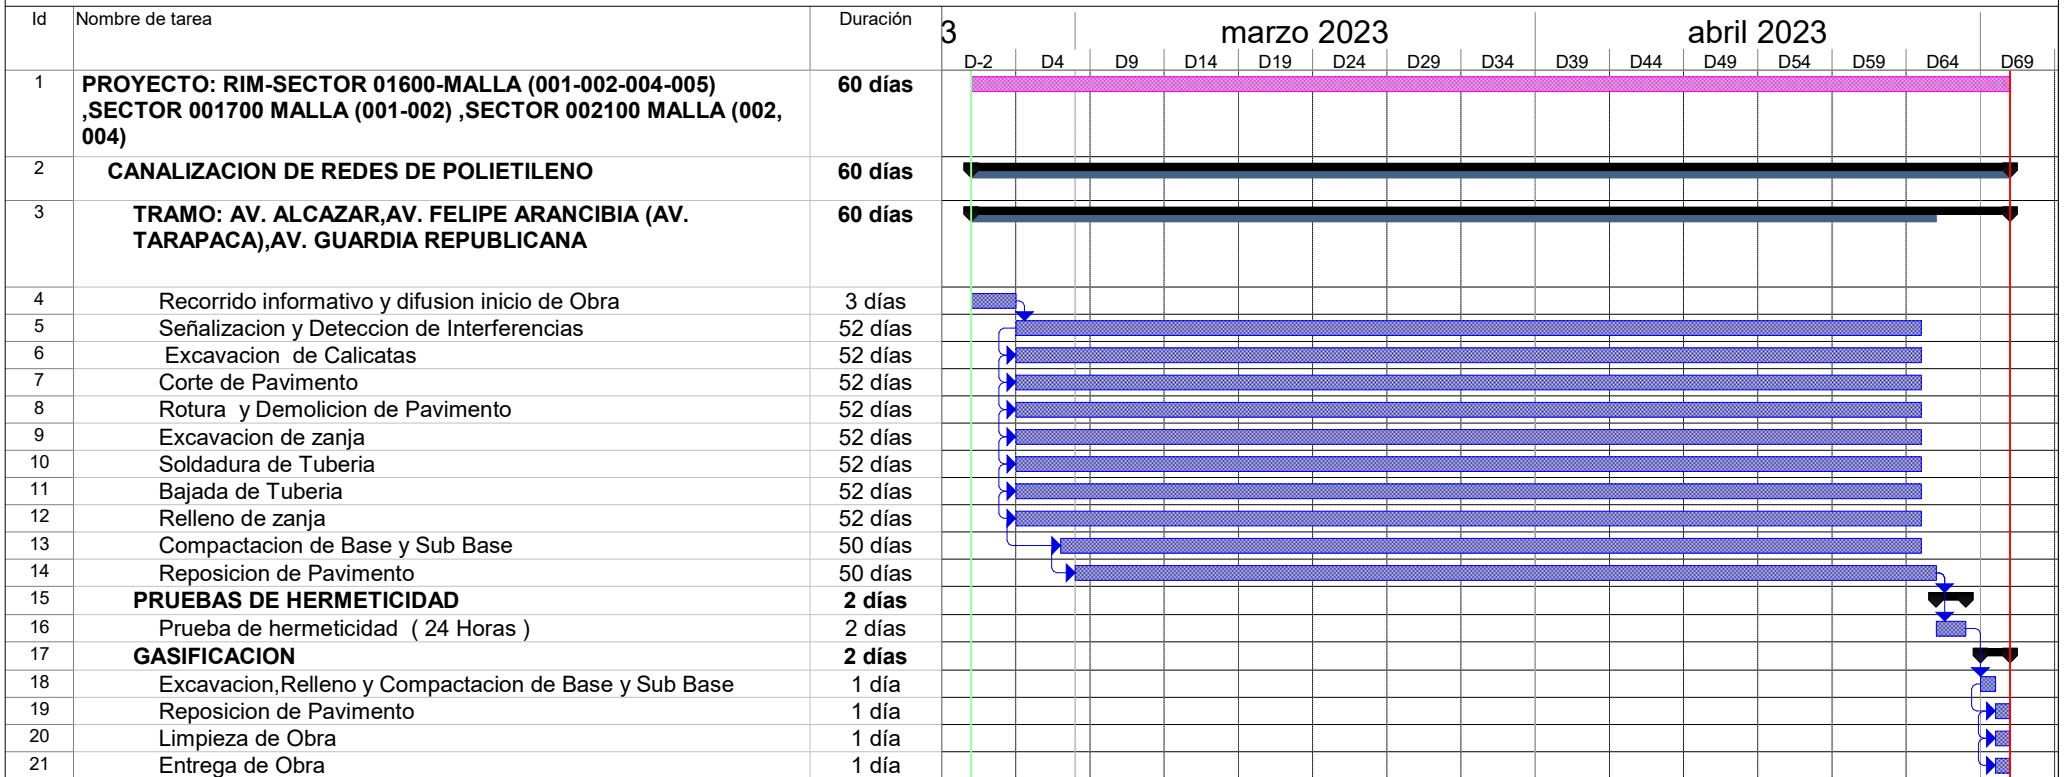 Id Nombre de tarea Duración 3 marzo 2023 abril 2023
D-2 D4 D9 D14 D19 D24 D29 D34 D39 D44 D49 D54 D59 D64 D69
1 PROYECTO: RIM-SECTOR 01600-MALLA (001-002-004-005) 60 días
,SECTOR 001700 MALLA (001-002) ,SECTOR 002100 MALLA (002,
004)
2 CANALIZACION DE REDES DE POLIETILENO 60 días
3 TRAMO: AV. ALCAZAR,AV. FELIPE ARANCIBIA (AV. 60 días
TARAPACA),AV. GUARDIA REPUBLICANA
4 Recorrido informativo y difusion inicio de Obra 3 días
5 Señalizacion y Deteccion de Interferencias 52 días
6 Excavacion de Calicatas 52 días
7 Corte de Pavimento 52 días
8 Rotura y Demolicion de Pavimento 52 días
9 Excavacion de zanja 52 días
10 Soldadura de Tuberia 52 días
11 Bajada de Tuberia 52 días
12 Relleno de zanja 52 días
13 Compactacion de Base y Sub Base 50 días
14 Reposicion de Pavimento 50 días
15 PRUEBAS DE HERMETICIDAD 2 días
16 Prueba de hermeticidad ( 24 Horas ) 2 días
17 GASIFICACION 2 días
18 Excavacion,Relleno y Compactacion de Base y Sub Base 1 día
19 Reposicion de Pavimento 1 día
20 Limpieza de Obra 1 día
21 Entrega de Obra 1 día